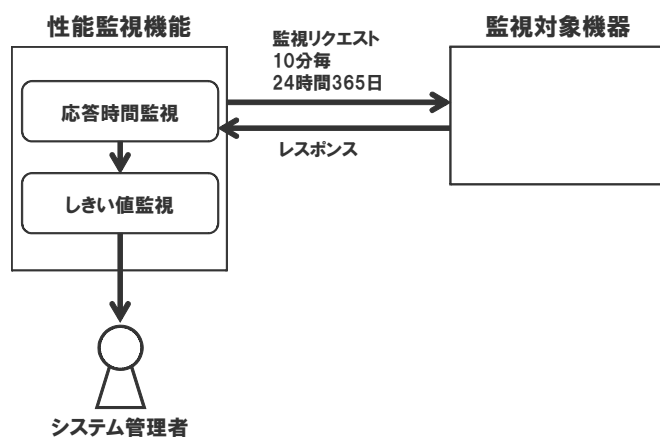 性能監視機能
監視対象機器
監視リクエスト
10分毎
24時間365日
応答時間監視
レスポンス
しきい値監視
システム管理者